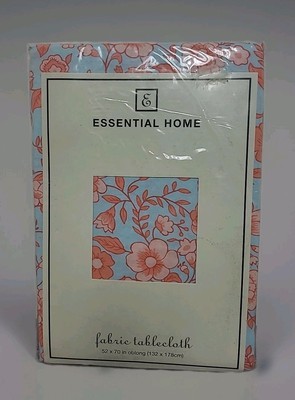 E
ESSENTIAL HOME
fabric tablecloth
52 x 70 in oblong (132 x 178cm)